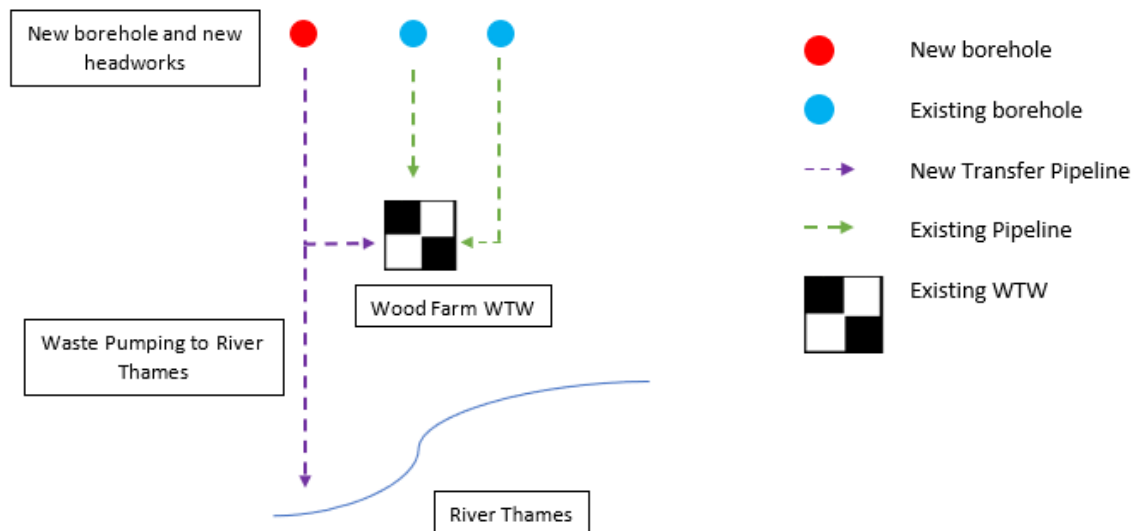 New borehole and new
headworks
New borehole
Existing borehole
New Transfer Pipeline
Existing Pipeline
Existing WTW
Wood Farm WTW
Waste Pumping to River
Thames
River Thames